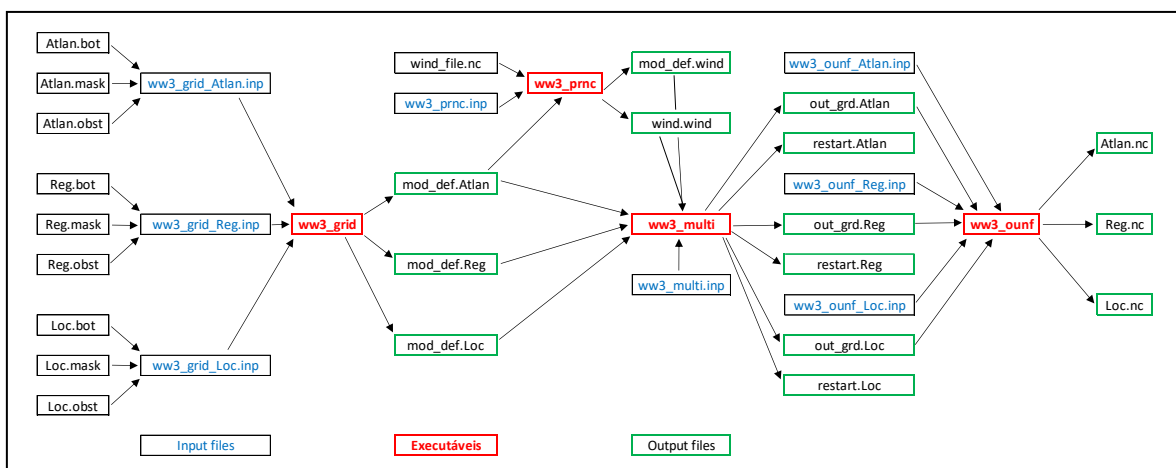 Atlan.bot
Atlan.mask
Atlan.obst
ww3_grid_Atlan.inp
Reg.bot
Reg.mask
Reg.obst
ww3_grid_Reg.inp
Loc.bot
Loc.mask
Loc.obst
ww3_grid_Loc.inp
ww3_grid
wind_file.nc
ww3_prnc.inp
ww3_prnc
mod_def.Atlan
mod_def.Reg
mod_def.Loc
mod_def.wind
wind.wind
ww3_multi
ww3_multi.inp
ww3_ounf_Atlan.inp
out_grd.Atlan
restart.Atlan
ww3_ounf_Reg.inp
out_grd.Reg
restart.Reg
ww3_ounf_Loc.inp
out_grd.Loc
restart.Loc
ww3_ounf
Atlan.nc
Reg.nc
Loc.nc
Input files
Executáveis
Output files